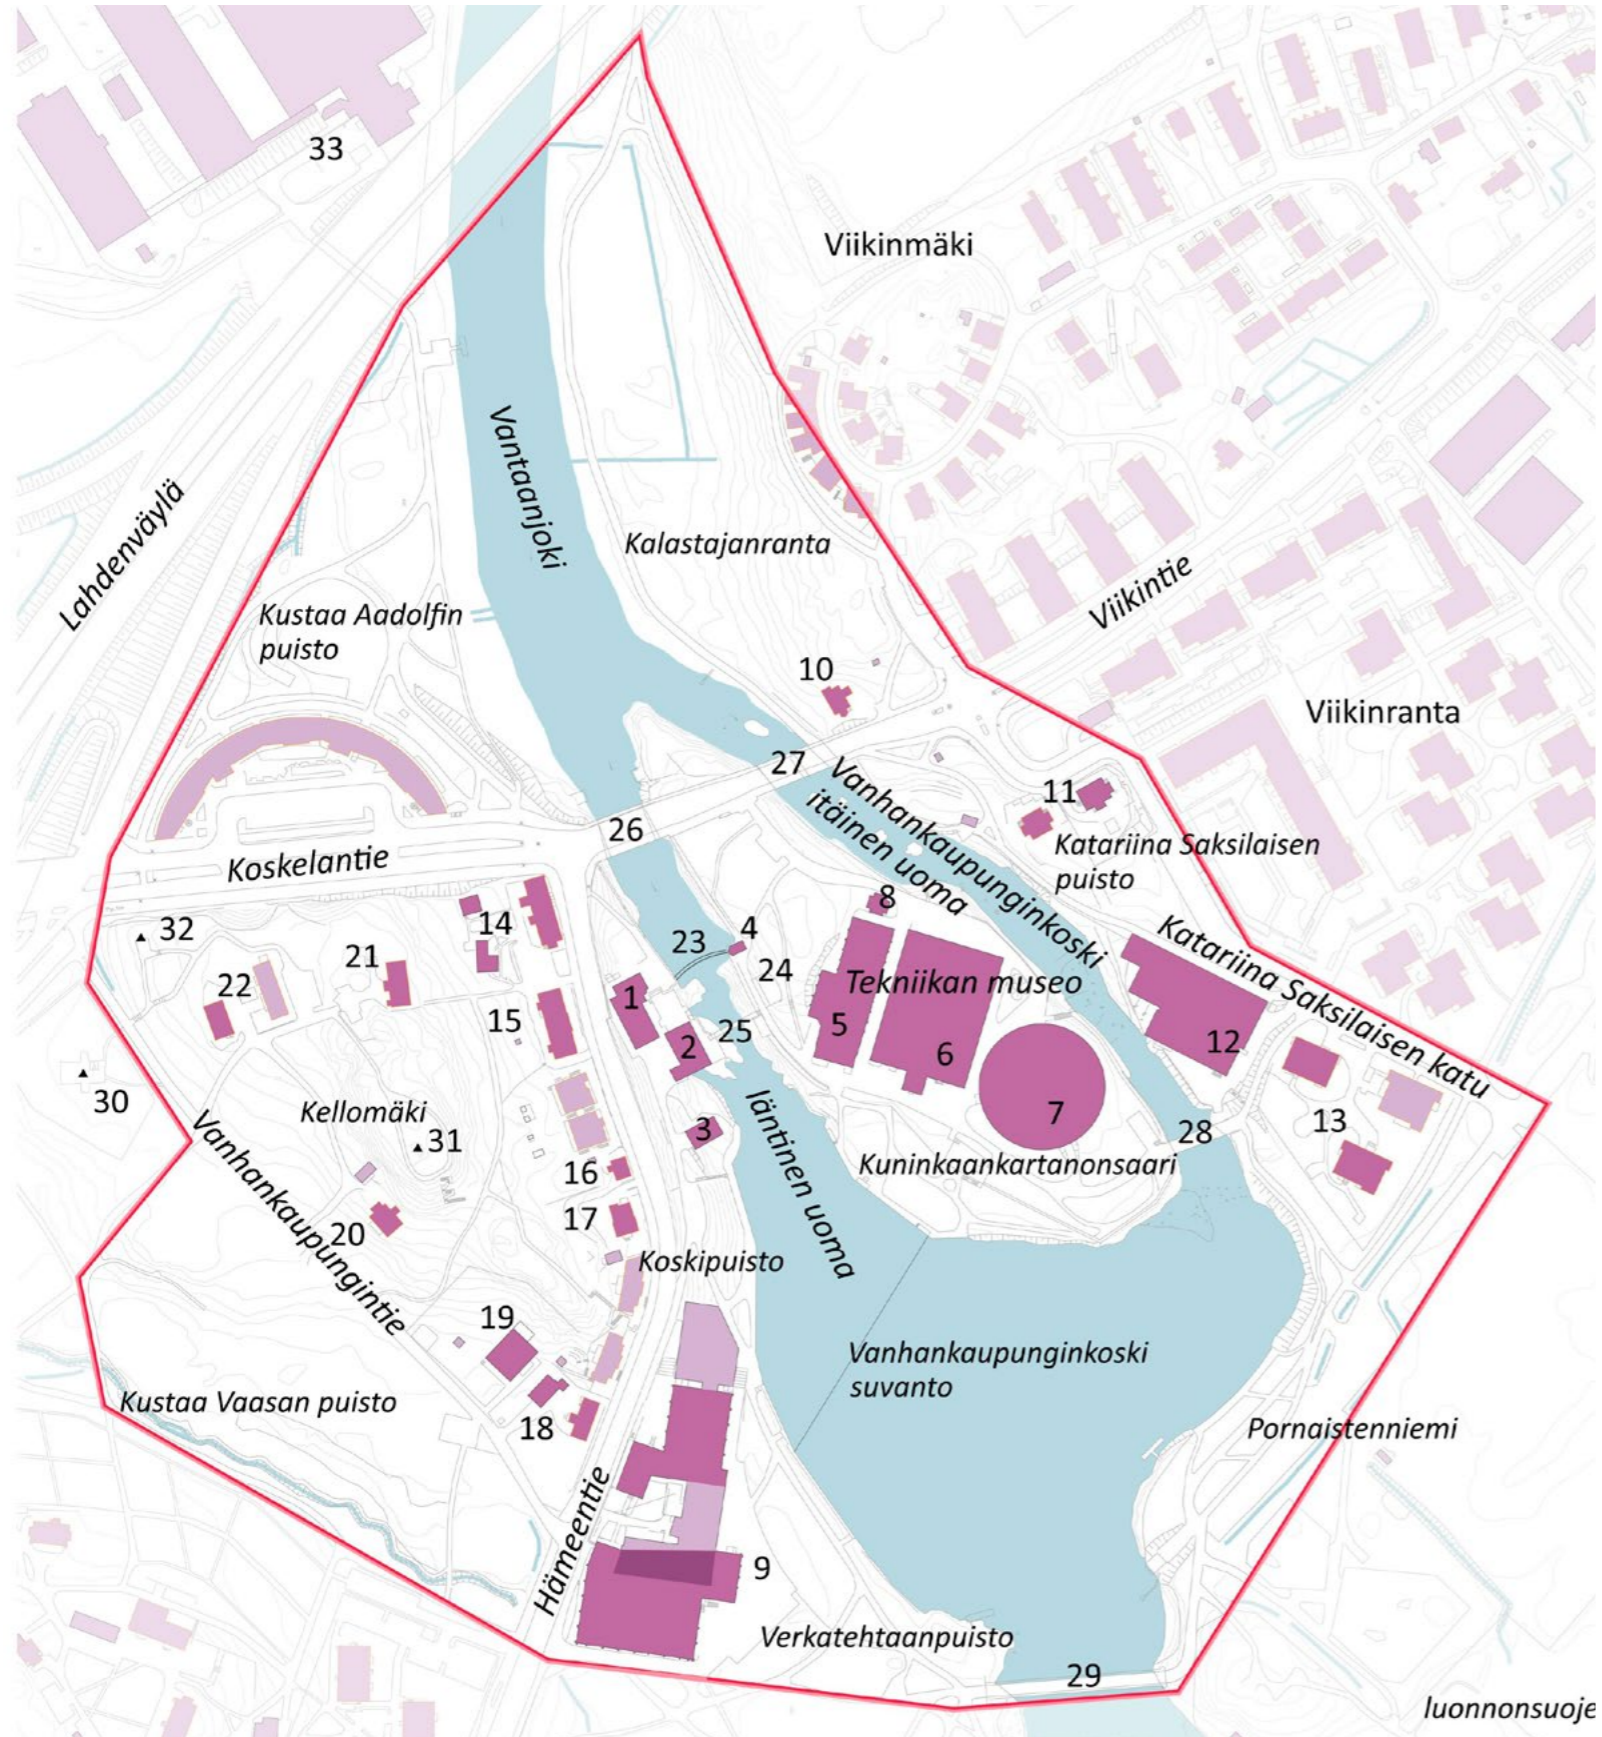 33
Viikinmäki
Vantaanjoki
Lahdenväylä
Kalastajanranta
Viikintie
Kustaa Aadolfin
puisto
10
Viikinranta
27
11
Vanhankaupunginkoski
itäinen uoma
26
Katariina Saksilaisen
puisto
Koskelantie
8
32
14
23
4
24
Katariina Saksilaisen katu
21
22
1
Tekniikan museo
15
2
25
5
6
12
30
Kellomäki
31
3
7
28
13
läntinen uoma
Vanhankaupungintie
16
Kuninkaankartanonsaari
17
20
Koskipuisto
19
Vanhankaupunginkoski
suvanto
Kustaa Vaasan puisto
18
Pornaistenniemi
Hämeentie
9
Verkatehtaanpuisto
29
luonnonsuoje